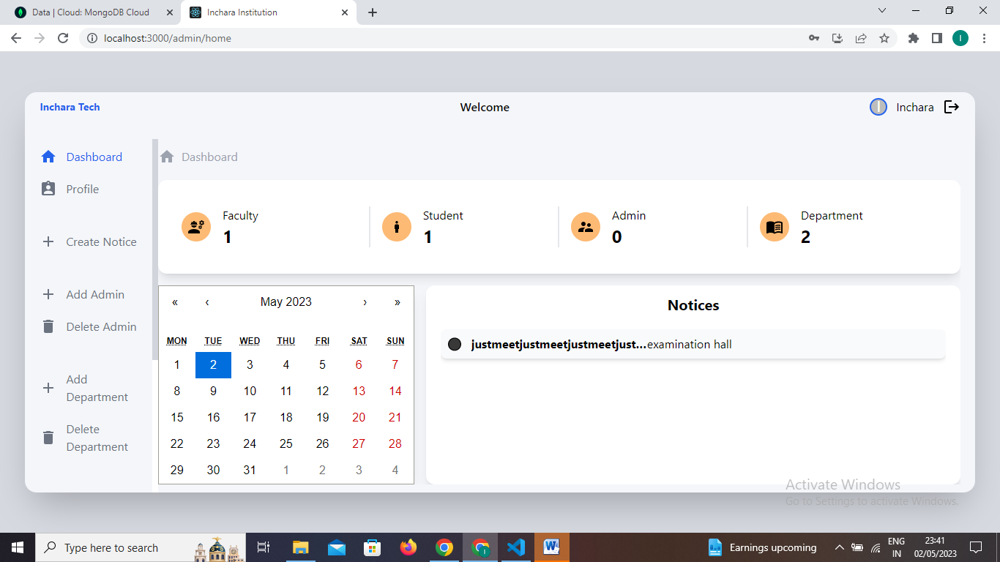 Data | Cloud: MongoDB Cloud
Inchara Institution
localhost:3000/admin/home
I
Inchara Tech
Welcome
I
Inchara
Dashboard
Profile
Create Notice
Add Admin
Delete Admin
Add
Department
Delete
Department
Dashboard
Faculty
1
Student
1
Admin
0
Department
2
« ‹ May 2023 › »
MON TUE WED THU FRI SAT SUN
1 2 3 4 5 6 7
8 9 10 11 12 13 14
15 16 17 18 19 20 21
22 23 24 25 26 27 28
29 30 31 1 2 3 4
Notices
justmeetjustmeetjustmeetjust...examination hall
Activate Windows
Go to Settings to activate Windows.
Type here to search
I
W
Earnings upcoming
ENG
IN
23:41
02/05/2023